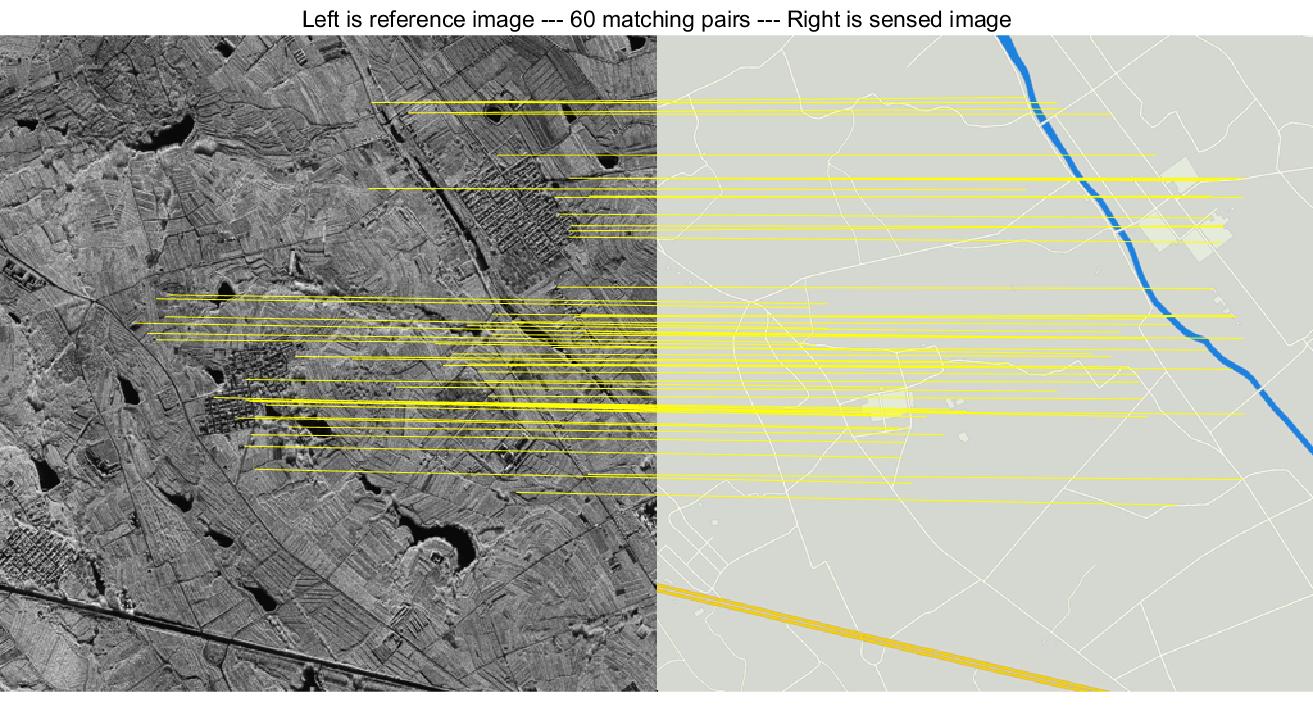 Left is reference image --- 60 matching pairs --- Right is sensed image